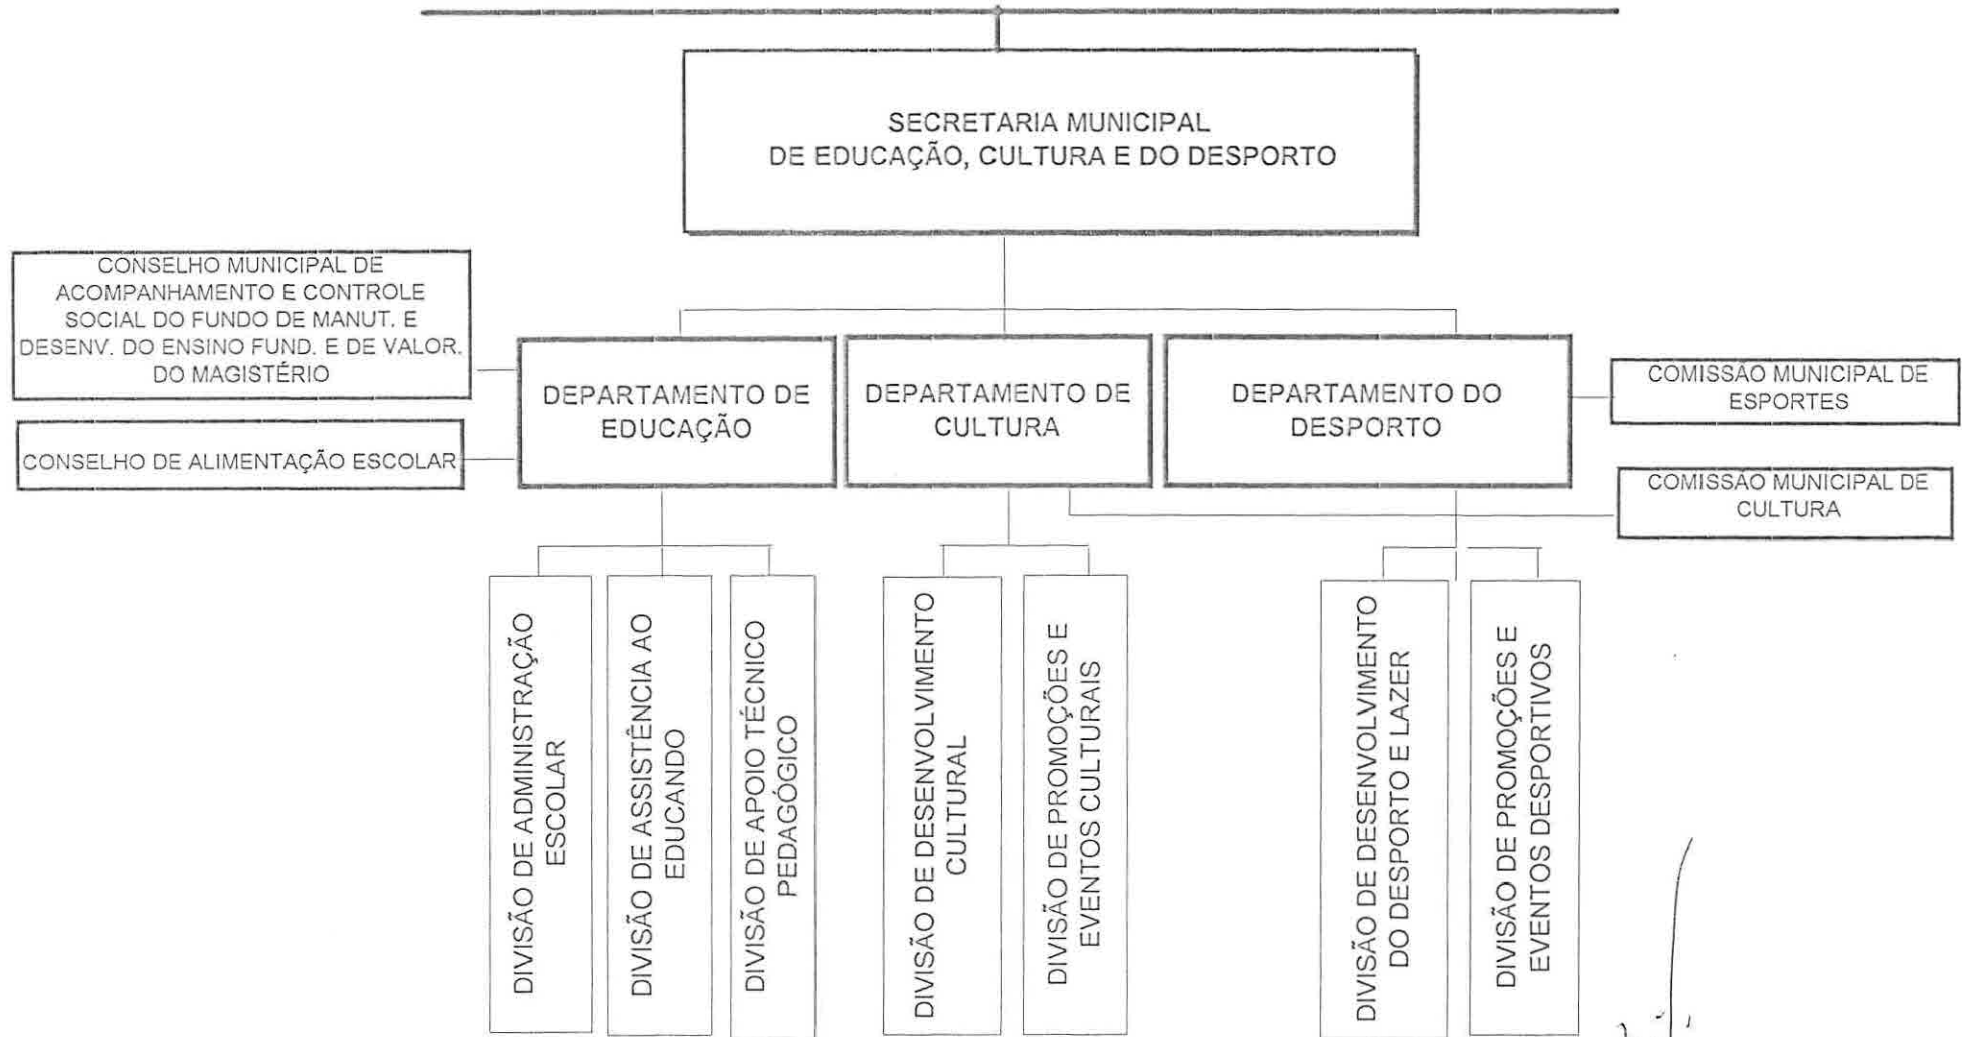 SECRETARIA MUNICIPAL
DE EDUCAÇÃO, CULTURA E DO DESPORTO
CONSELHO MUNICIPAL DE
ACOMPANHAMENTO E CONTROLE
SOCIAL DO FUNDO DE MANUT. E
DESENV. DO ENSINO FUND. E DE VALOR.
DO MAGISTÉRIO
CONSELHO DE ALIMENTAÇÃO ESCOLAR
DEPARTAMENTO DE
EDUCAÇÃO
DEPARTAMENTO DE
CULTURA
DEPARTAMENTO DO
DESPORTO
COMISSÃO MUNICIPAL DE
ESPORTES
COMISSÃO MUNICIPAL DE
CULTURA
DIVISÃO DE ADMINISTRAÇÃO
ESCOLAR
DIVISÃO DE ASSISTÊNCIA AO
EDUCANDO
DIVISÃO DE APOIO TÉCNICO
PEDAGÓGICO
DIVISÃO DE DESENVOLVIMENTO
CULTURAL
DIVISÃO DE PROMOÇÕES E
EVENTOS CULTURAIS
DIVISÃO DE DESENVOLVIMENTO
DO DESPORTO E LAZER
DIVISÃO DE PROMOÇÕES E
EVENTOS DESPORTIVOS